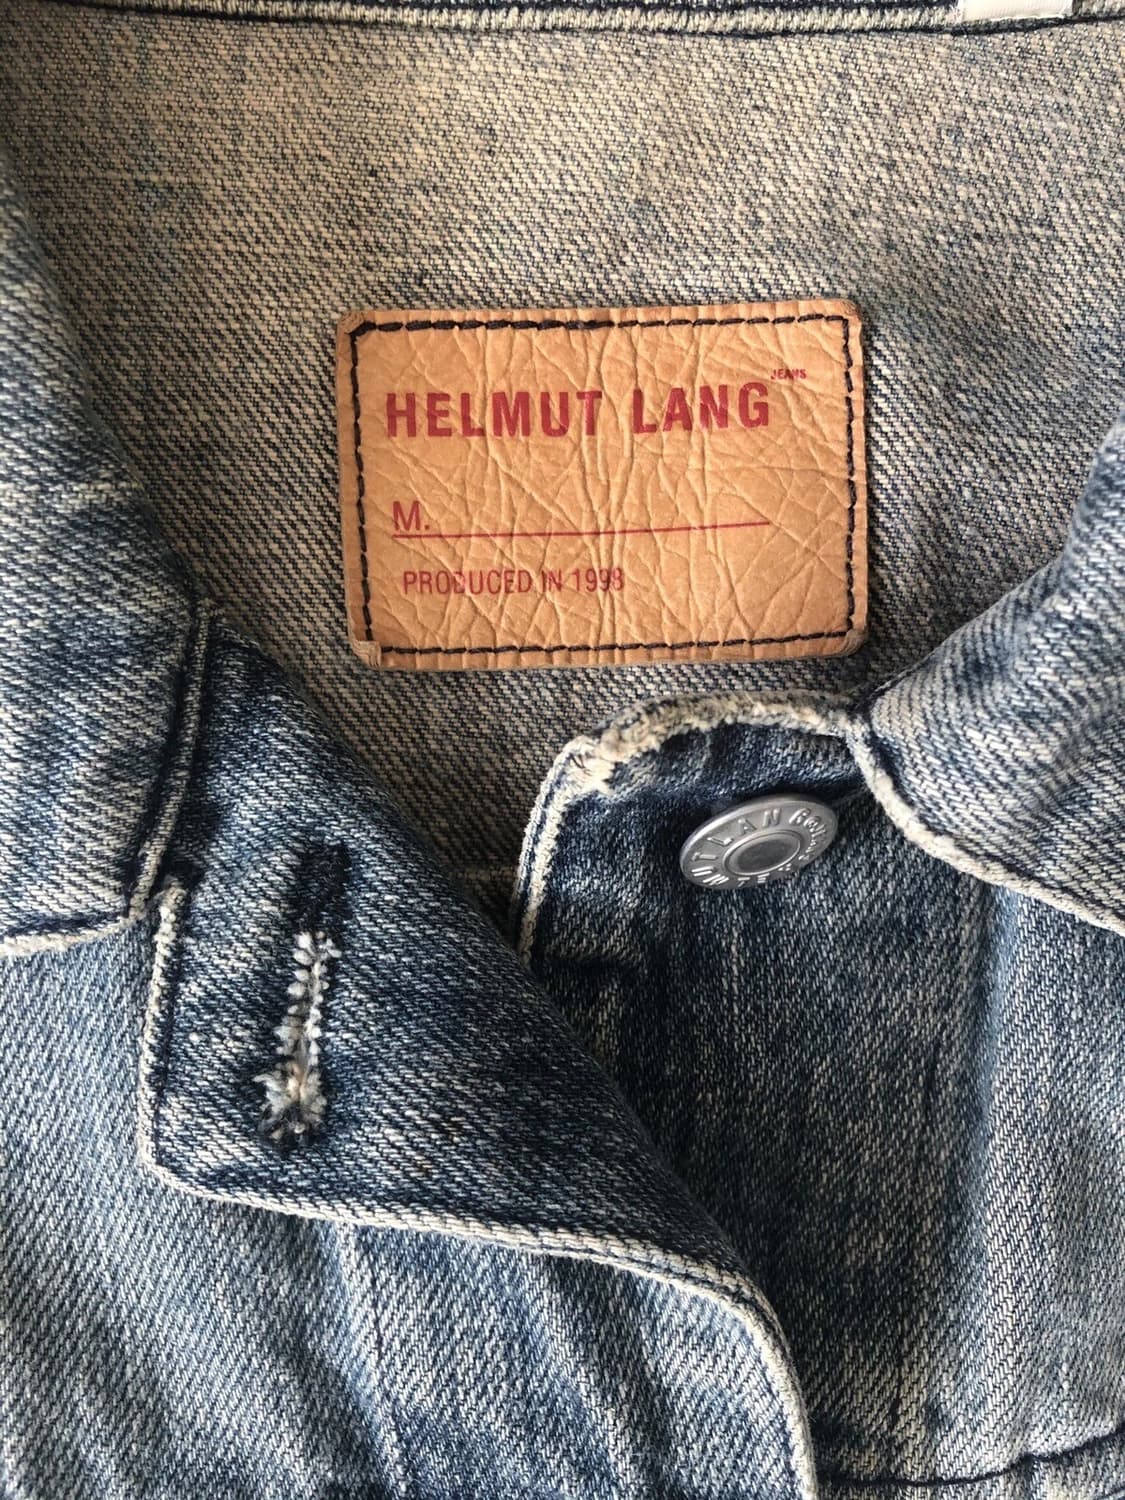 HELMUT LANG JEANS
M.
PRODUCED IN 1998